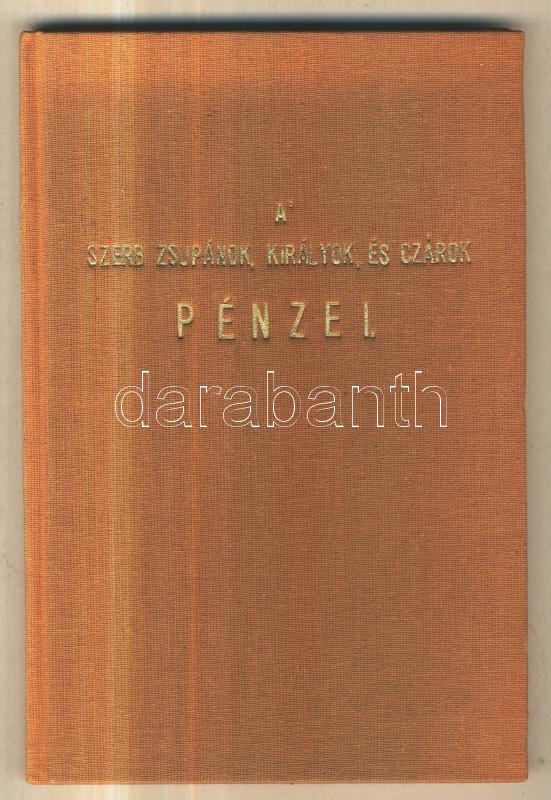 A'
SZERB ZSUPÁNOK, KIRÁLYOK, ÉS CZÁROK
PÉNZEI.
darabanth